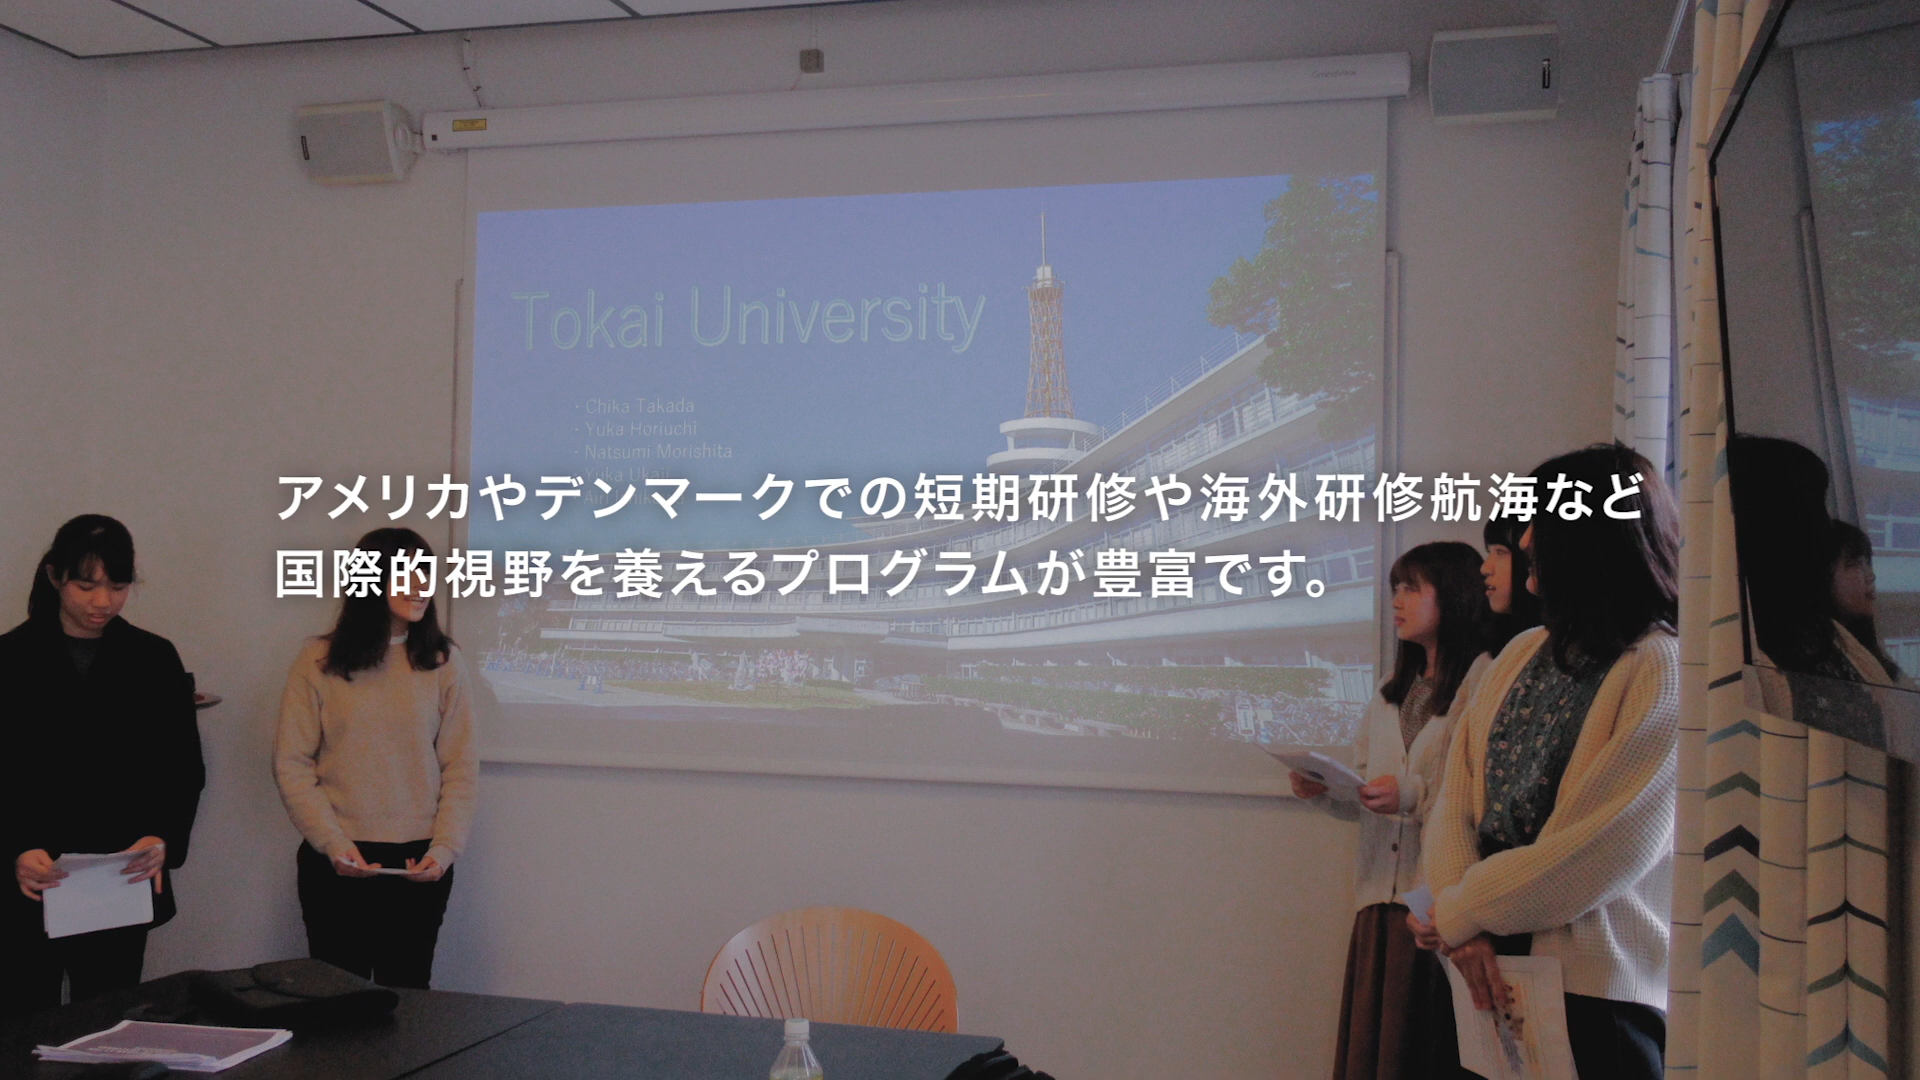 Tokai University
・Chika Takada
・Yuka Horiuchi
・Natsumi Morishita
・Yuka Ukaji
アメリカやデンマークでの短期研修や海外研修航海など
国際的視野を養えるプログラムが豊富です。